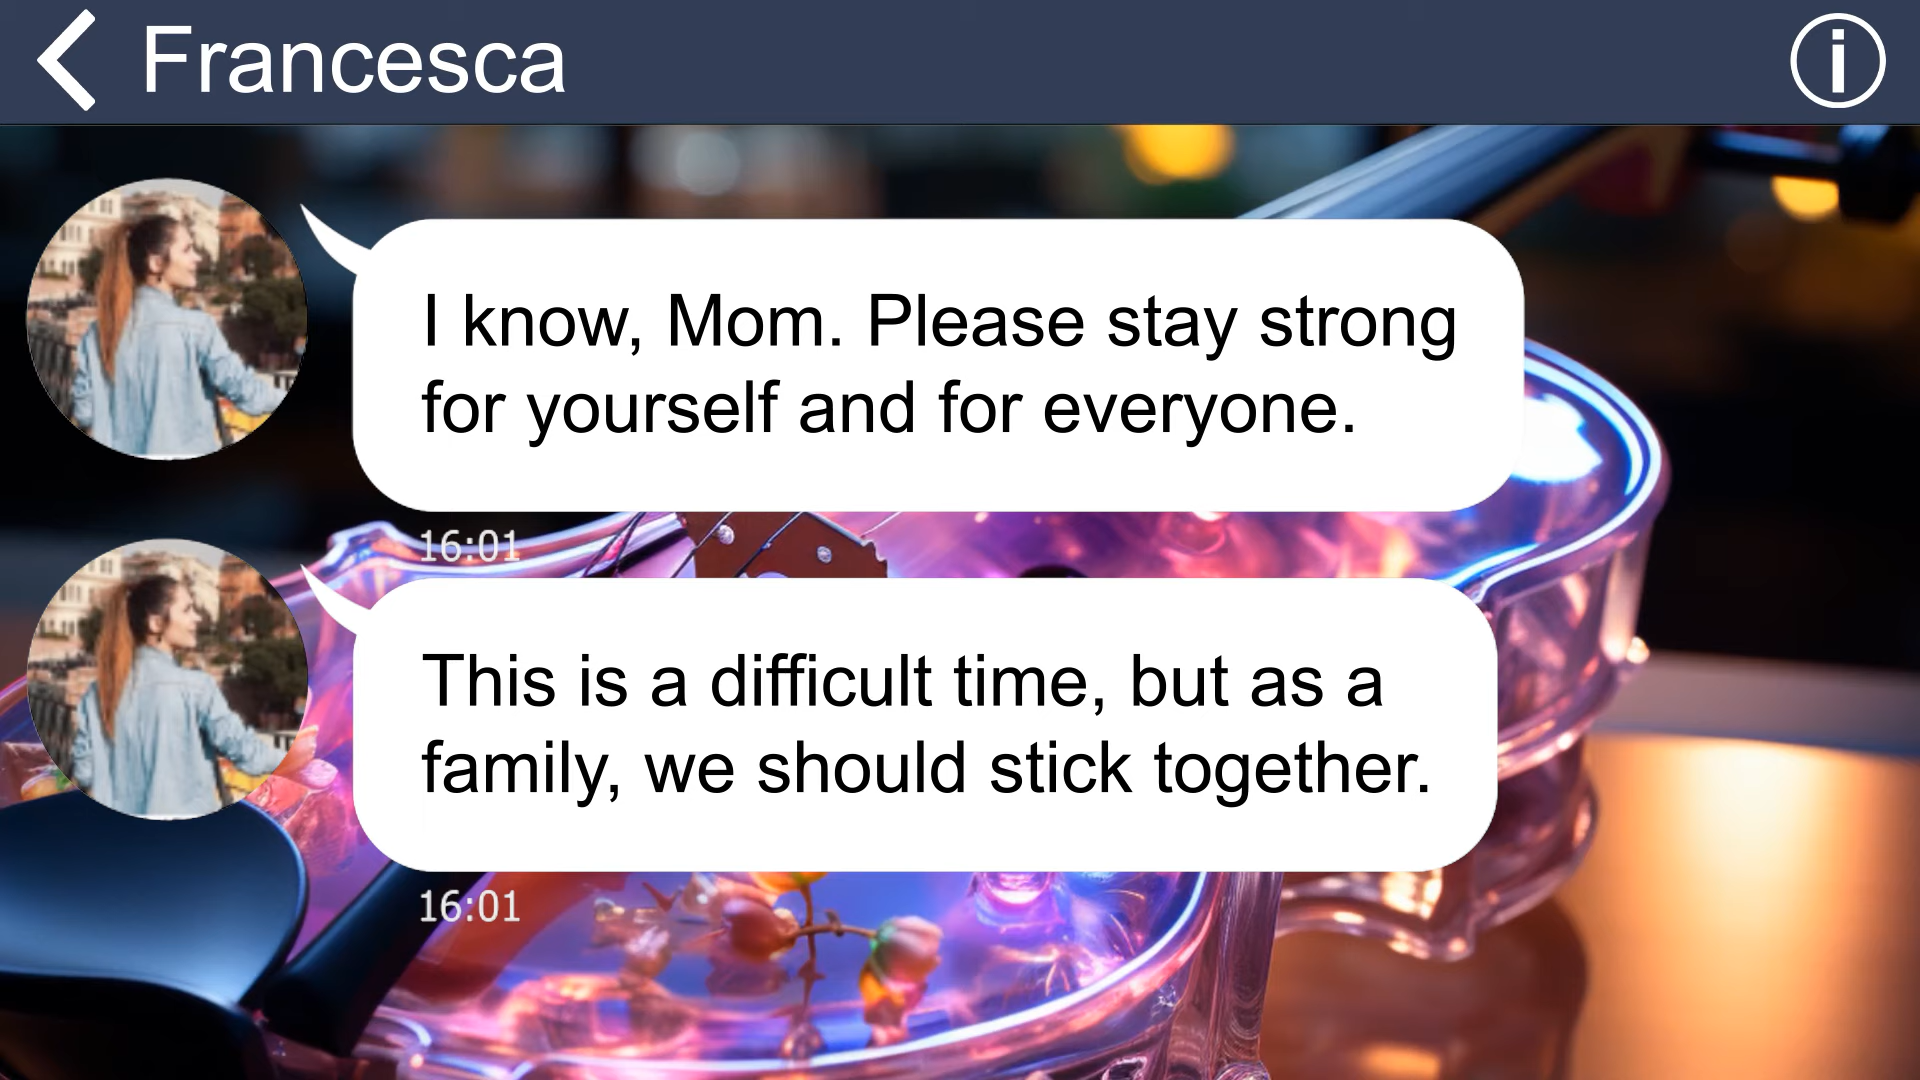 Francesca
I know, Mom. Please stay strong
for yourself and for everyone.
16:01
This is a difficult time, but as a
family, we should stick together.
16:01